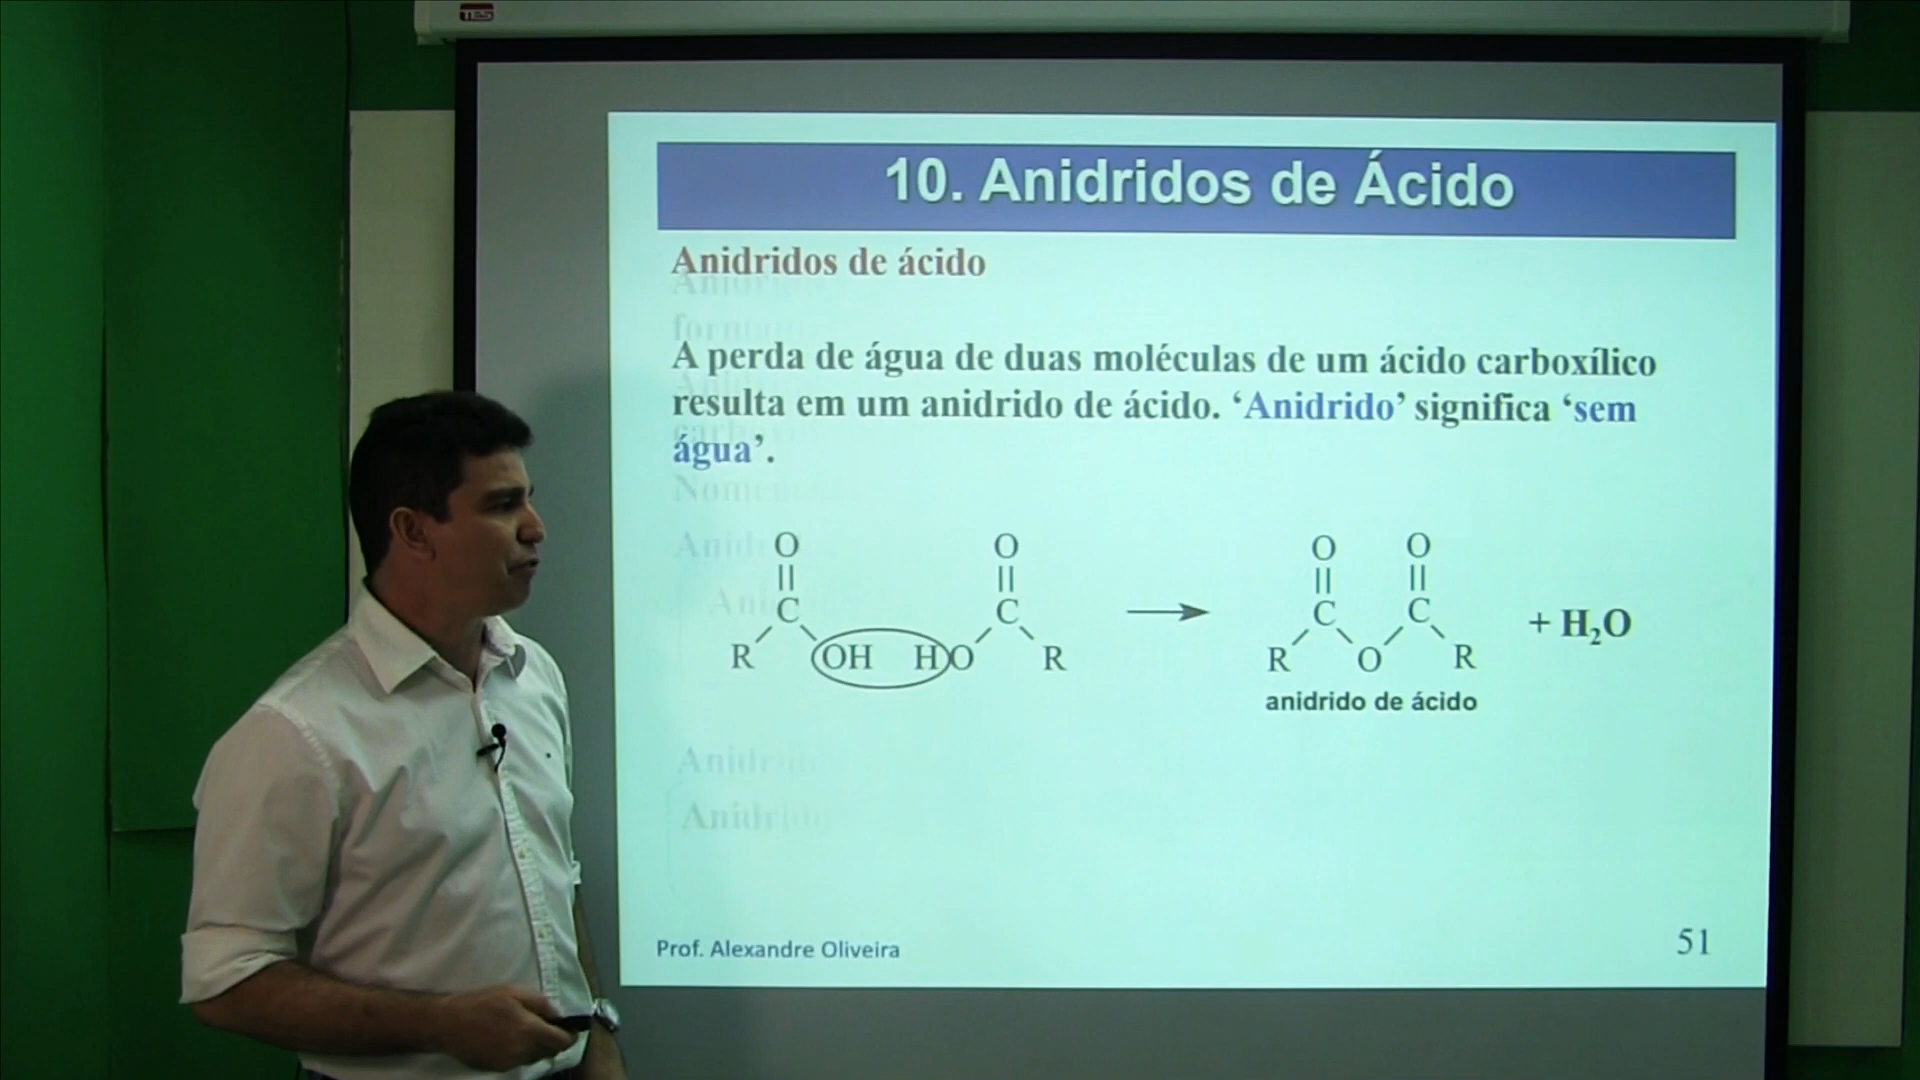 10. Anidridos de Ácido
Anidridos de ácido
A perda de água de duas moléculas de um ácido carboxílico
resulta em um anidrido de ácido. ‘Anidrido’ significa ‘sem
água’.
O O O O
C C C C
+ H₂O
R OH HO R R O R
anidrido de ácido
Prof. Alexandre Oliveira
51